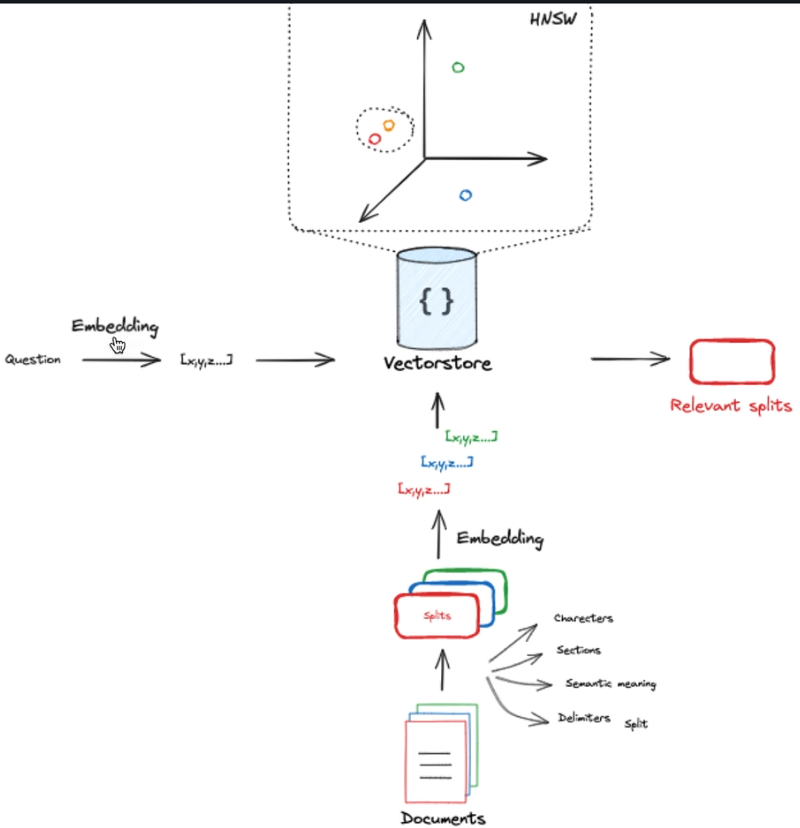 HNSW
{ }
Embedding
Question
[x,y,z...]
Vectorstore
Relevant splits
[x,y,z...]
[x,y,z...]
[x,y,z...]
Embedding
Splits
Charecters
Sections
Semantic meaning
Delimiters Split
Documents